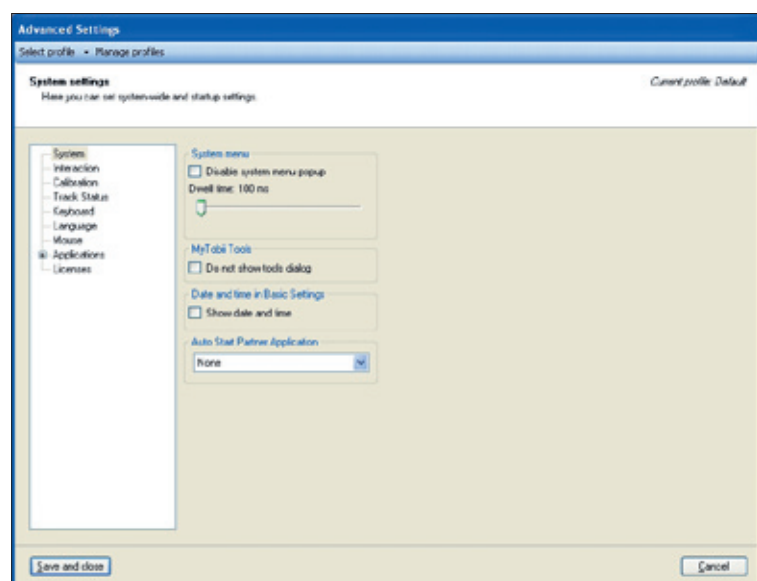 Advanced Settings
Select profile • Manage profiles
System settings
Current profile: Default
Here you can set system-wide and startup settings.
System
Interaction
Calibration
Track Status
Keyboard
Language
Mouse
Applications
Licenses
System menu
Disable system menu popup
Dwell time: 100 ms
MyTobii Tools
Do not show tools dialog
Date and time in Basic Settings
Show date and time
Auto Start Partner Application
None
Save and close
Cancel